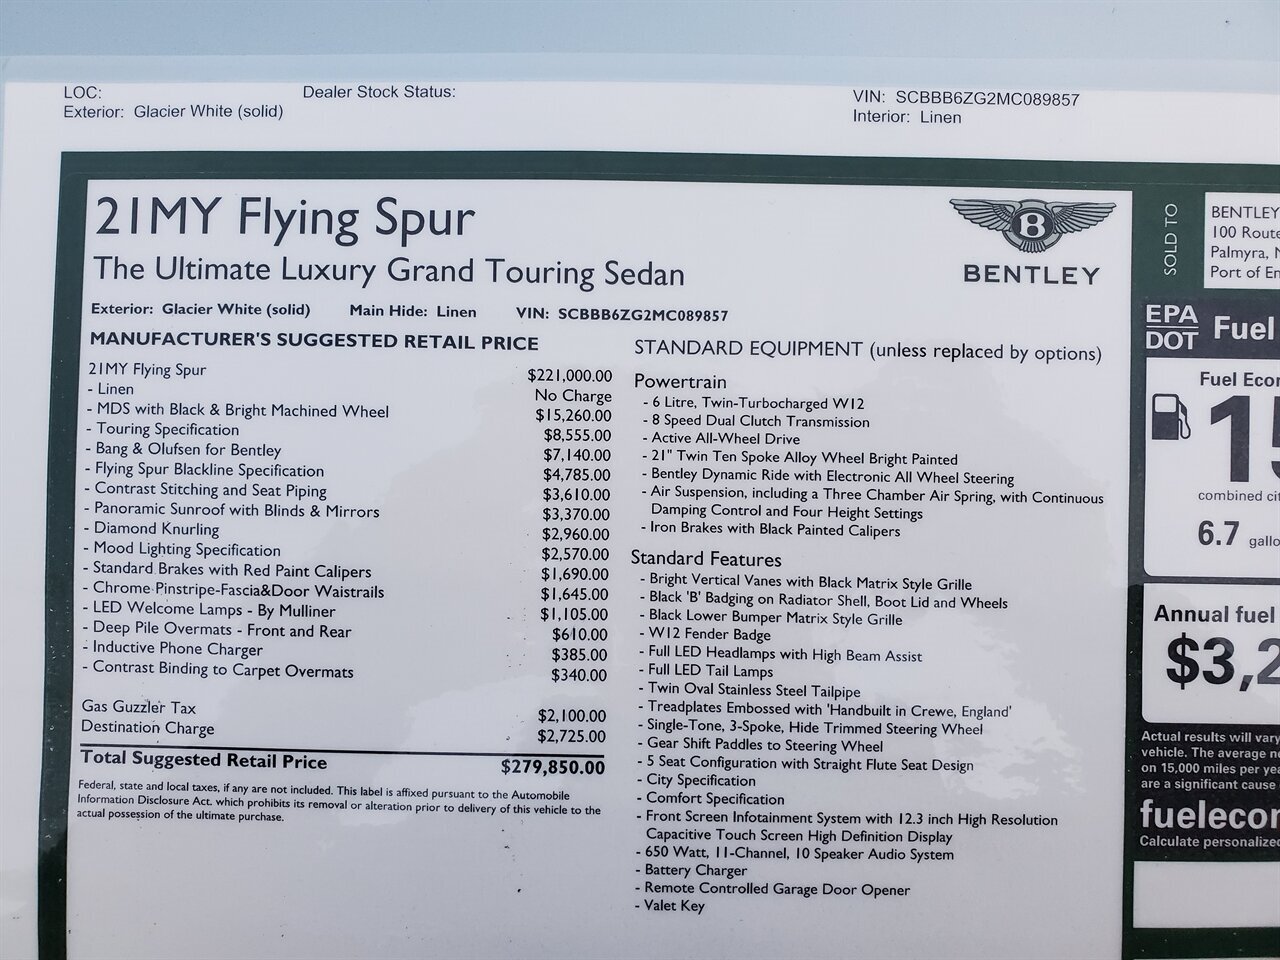 LOC:
Dealer Stock Status:
VIN: SCBBB6ZG2MC089857
Exterior: Glacier White (solid)
Interior: Linen
21MY Flying Spur
The Ultimate Luxury Grand Touring Sedan
B
BENTLEY
Exterior: Glacier White (solid) Main Hide: Linen VIN: SCBBB6ZG2MC089857
MANUFACTURER'S SUGGESTED RETAIL PRICE
21MY Flying Spur $221,000.00
- Linen No Charge
- MDS with Black & Bright Machined Wheel $15,260.00
- Touring Specification $8,555.00
- Bang & Olufsen for Bentley $7,140.00
- Flying Spur Blackline Specification $4,785.00
- Contrast Stitching and Seat Piping $3,610.00
- Panoramic Sunroof with Blinds & Mirrors $3,370.00
- Diamond Knurling $2,960.00
- Mood Lighting Specification $2,570.00
- Standard Brakes with Red Paint Calipers $1,690.00
- Chrome-Pinstripe-Fascia&Door Waistrails $1,645.00
- LED Welcome Lamps - By Mulliner $1,105.00
- Deep Pile Overmats - Front and Rear $610.00
- Inductive Phone Charger $385.00
- Contrast Binding to Carpet Overmats $340.00
Gas Guzzler Tax $2,100.00
Destination Charge $2,725.00
Total Suggested Retail Price $279,850.00
Federal, state and local taxes, if any are not included. This label is affixed pursuant to the Automobile
Information Disclosure Act. which prohibits its removal or alteration prior to delivery of this vehicle to the
actual possession of the ultimate purchase.
STANDARD EQUIPMENT (unless replaced by options)
Powertrain
- 6 Litre, Twin-Turbocharged W12
- 8 Speed Dual Clutch Transmission
- Active All-Wheel Drive
- 21" Twin Ten Spoke Alloy Wheel Bright Painted
- Bentley Dynamic Ride with Electronic All Wheel Steering
- Air Suspension, including a Three Chamber Air Spring, with Continuous
Damping Control and Four Height Settings
- Iron Brakes with Black Painted Calipers
Standard Features
- Bright Vertical Vanes with Black Matrix Style Grille
- Black 'B' Badging on Radiator Shell, Boot Lid and Wheels
- Black Lower Bumper Matrix Style Grille
- W12 Fender Badge
- Full LED Headlamps with High Beam Assist
- Full LED Tail Lamps
- Twin Oval Stainless Steel Tailpipe
- Treadplates Embossed with 'Handbuilt in Crewe, England'
- Single-Tone, 3-Spoke, Hide Trimmed Steering Wheel
- Gear Shift Paddles to Steering Wheel
- 5 Seat Configuration with Straight Flute Seat Design
- City Specification
- Comfort Specification
- Front Screen Infotainment System with 12.3 inch High Resolution
Capacitive Touch Screen High Definition Display
- 650 Watt, 11-Channel, 10 Speaker Audio System
- Battery Charger
- Remote Controlled Garage Door Opener
- Valet Key
SOLD TO
BENTLEY
100 Route
Palmyra,
Port of
EPA
DOT
Fuel
Fuel
combined
6.7
Annual fuel
Actual results will vary
vehicle. The average
on 15,000 miles per
are a significant cause
Calculate